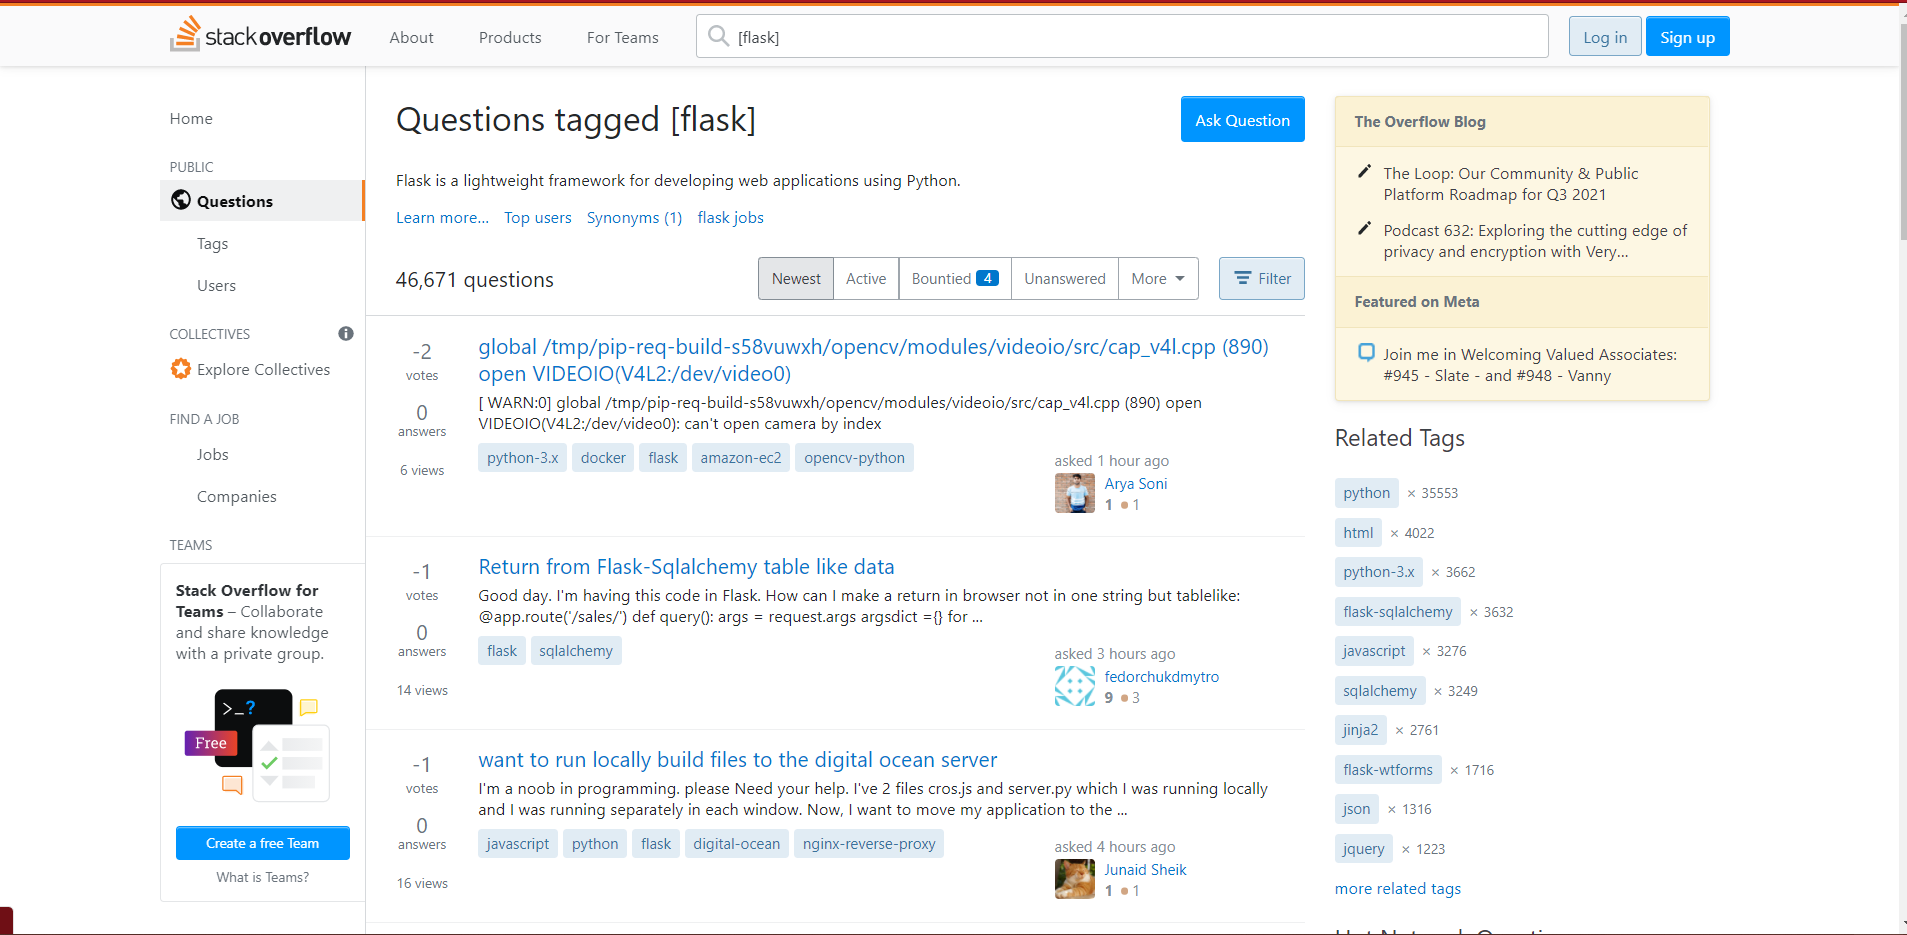 stack overflow
About
Products
For Teams
[flask]
Log in
Sign up
Home
PUBLIC
Questions
Tags
Users
COLLECTIVES
Explore Collectives
FIND A JOB
Jobs
Companies
TEAMS
Stack Overflow for
Teams – Collaborate
and share knowledge
with a private group.
>_?
Free
Create a free Team
What is Teams?
Questions tagged [flask]
Ask Question
Flask is a lightweight framework for developing web applications using Python.
Learn more... Top users Synonyms (1) flask jobs
46,671 questions
Newest Active Bountied 4 Unanswered More
Filter
-2
votes
0
answers
6 views
global /tmp/pip-req-build-s58vuwxh/opencv/modules/videoio/src/cap_v4l.cpp (890)
open VIDEOIO(V4L2:/dev/video0)
[ WARN:0] global /tmp/pip-req-build-s58vuwxh/opencv/modules/videoio/src/cap_v4l.cpp (890) open
VIDEOIO(V4L2:/dev/video0): can't open camera by index
python-3.x docker flask amazon-ec2 opencv-python
asked 1 hour ago
Arya Soni
1 1
-1
votes
0
answers
14 views
Return from Flask-Sqlalchemy table like data
Good day. I'm having this code in Flask. How can I make a return in browser not in one string but tablelike:
@app.route('/sales/') def query(): args = request.args argsdict ={} for ...
flask sqlalchemy
asked 3 hours ago
fedorchukdmytro
9 3
-1
votes
0
answers
16 views
want to run locally build files to the digital ocean server
I'm a noob in programming. please Need your help. I've 2 files cros.js and server.py which I was running locally
and I was running separately in each window. Now, I want to move my application to the ...
javascript python flask digital-ocean nginx-reverse-proxy
asked 4 hours ago
Junaid Sheik
1 1
The Overflow Blog
The Loop: Our Community & Public
Platform Roadmap for Q3 2021
Podcast 632: Exploring the cutting edge of
privacy and encryption with Very...
Featured on Meta
Join me in Welcoming Valued Associates:
#945 - Slate - and #948 - Vanny
Related Tags
python × 35553
html × 4022
python-3.x × 3662
flask-sqlalchemy × 3632
javascript × 3276
sqlalchemy × 3249
jinja2 × 2761
flask-wtforms × 1716
json × 1316
jquery × 1223
more related tags